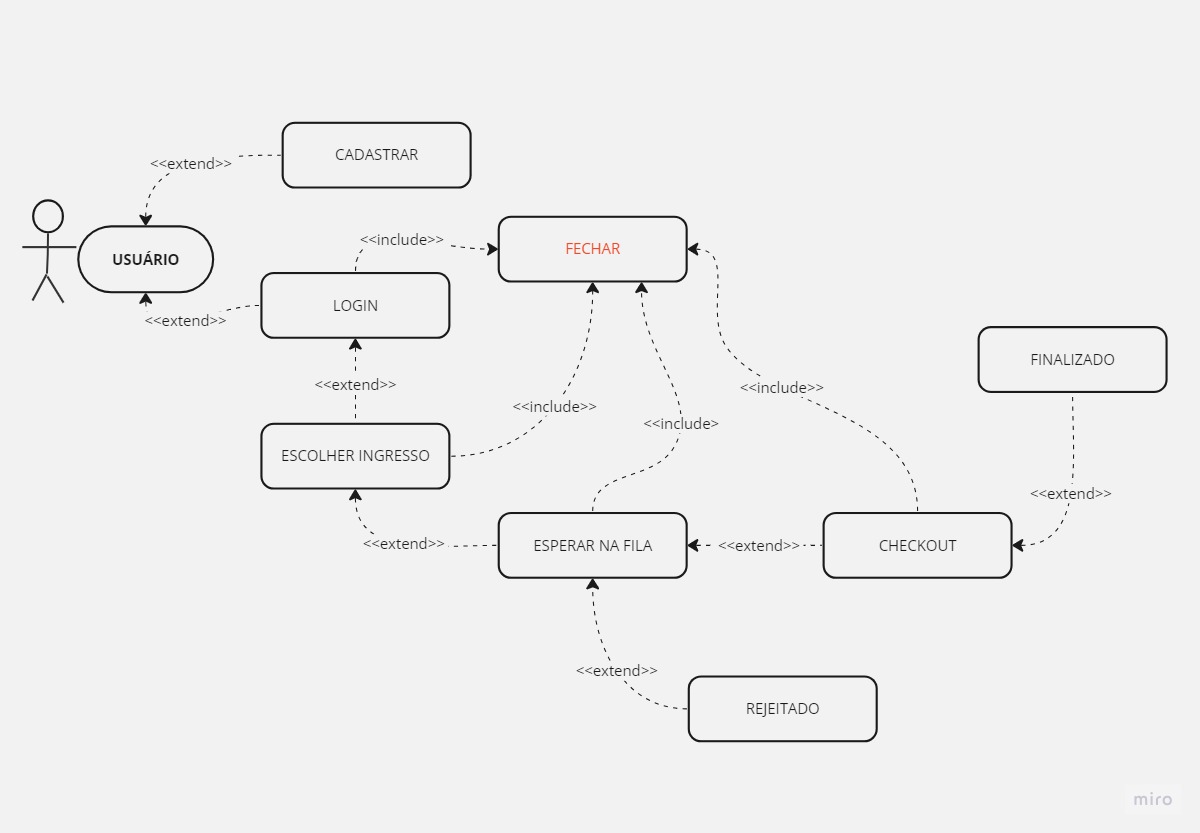 CADASTRAR
<<extend>>
USUÁRIO
<<include>
FECHAR
LOGIN
<<extend>>
FINALIZADO
<<extend>>
<<include>>
<<include>>
<<include>
ESCOLHER INGRESSO
<<extend>>
<<extend>>
ESPERAR NA FILA
<<extend>>
CHECKOUT
<<extend>>
REJEITADO
miro